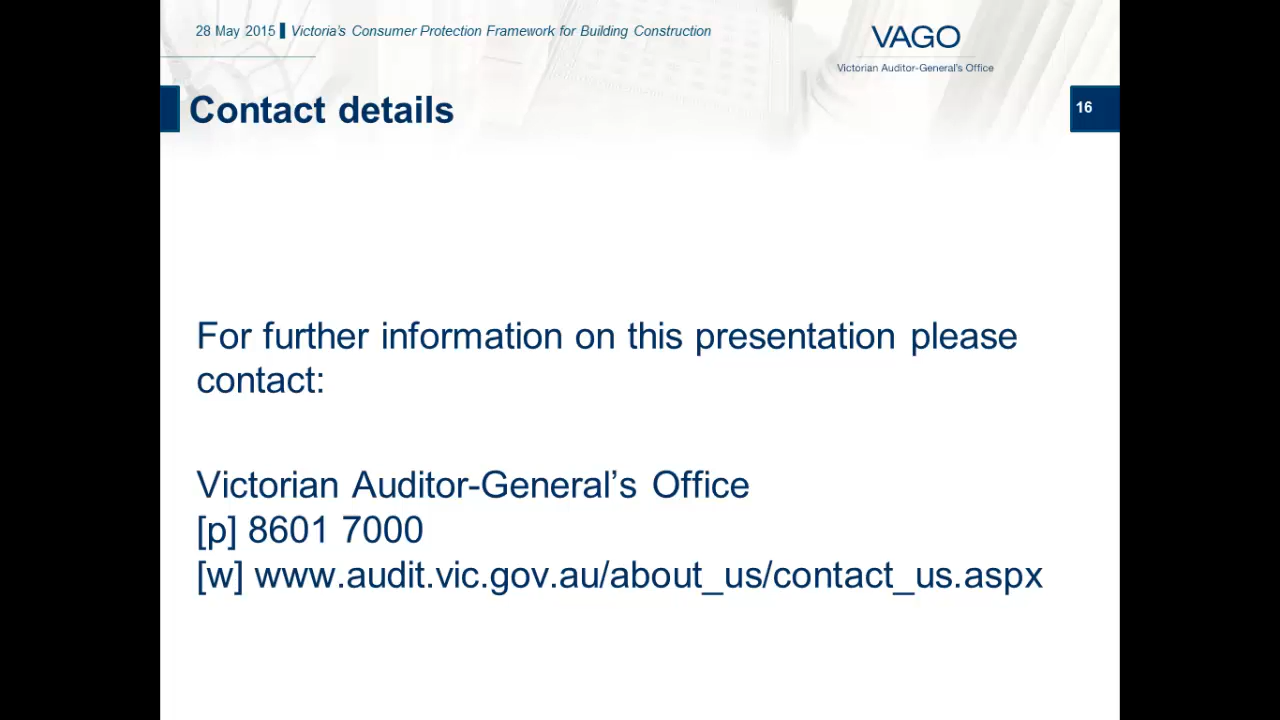 28 May 2015 Victoria's Consumer Protection Framework for Building Construction
VAGO
Victorian Auditor-General's Office
Contact details
16
For further information on this presentation please
contact:
Victorian Auditor-General’s Office
[p] 8601 7000
[w] www.audit.vic.gov.au/about_us/contact_us.aspx